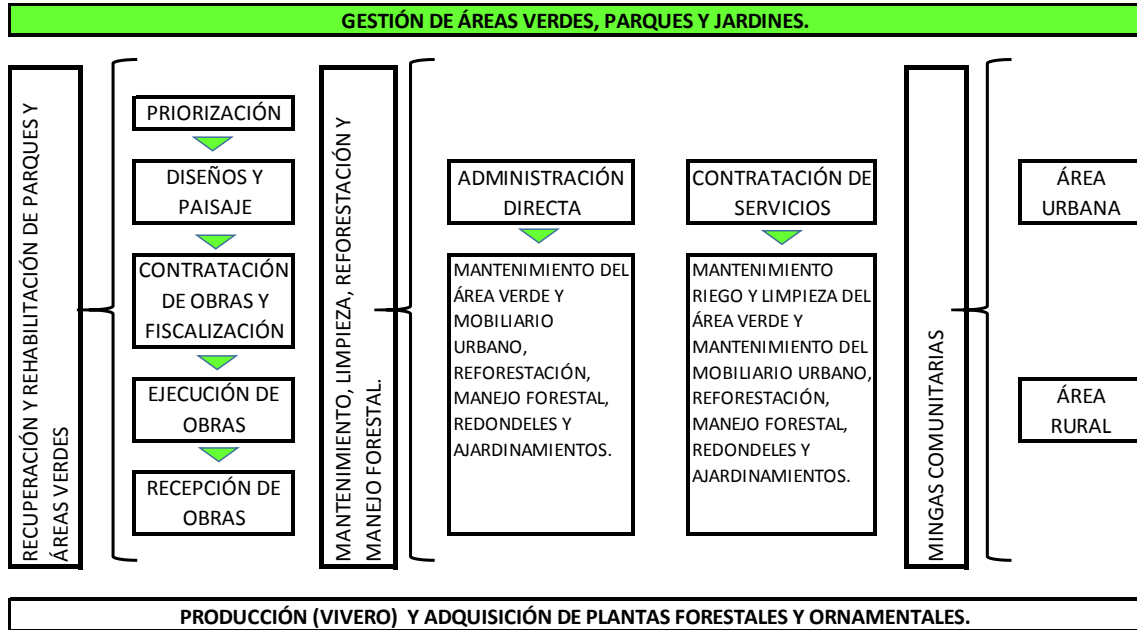 GESTIÓN DE ÁREAS VERDES, PARQUES Y JARDINES.
RECUPERACIÓN Y REHABILITACIÓN DE PARQUES Y
ÁREAS VERDES
PRIORIZACIÓN
DISEÑOS Y
PAISAJE
CONTRATACIÓN
DE OBRAS Y
FISCALIZACIÓN
EJECUCIÓN DE
OBRAS
RECEPCIÓN DE
OBRAS
MANTENIMIENTO, LIMPIEZA, REFORESTACIÓN Y
MANEJO FORESTAL.
ADMINISTRACIÓN
DIRECTA
MANTENIMIENTO DEL
ÁREA VERDE Y
MOBILIARIO
URBANO,
REFORESTACIÓN,
MANEJO FORESTAL,
REDONDELES Y
AJARDINAMIENTOS.
CONTRATACIÓN DE
SERVICIOS
MANTENIMIENTO
RIEGO Y LIMPIEZA DEL
ÁREA VERDE Y
MANTENIMIENTO DEL
MOBILIARIO URBANO,
REFORESTACIÓN,
MANEJO FORESTAL,
REDONDELES Y
AJARDINAMIENTOS.
MINGAS COMUNITARIAS
ÁREA
URBANA
ÁREA
RURAL
PRODUCCIÓN (VIVERO) Y ADQUISICIÓN DE PLANTAS FORESTALES Y ORNAMENTALES.